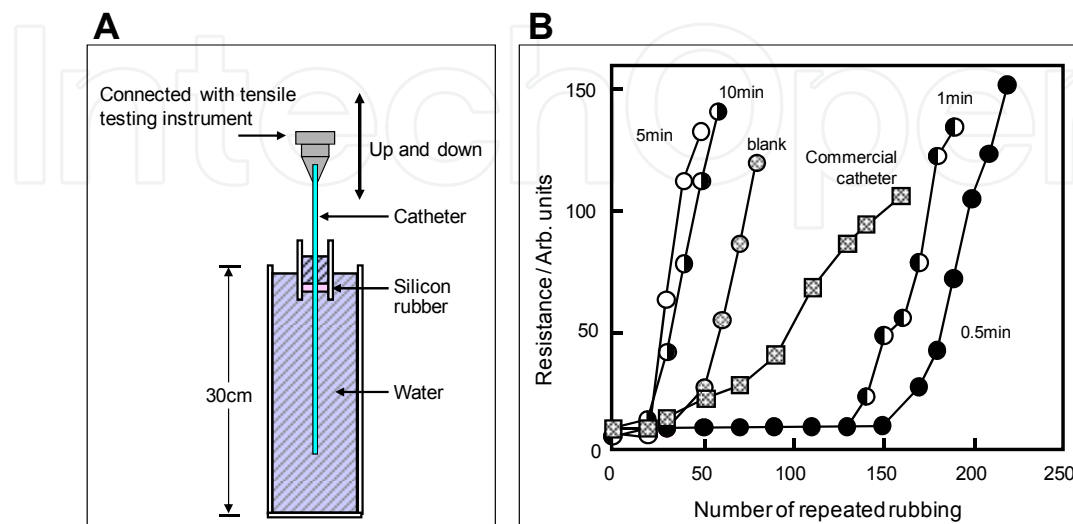 IntechOpen
A
Connected with tensile
testing instrument
Up and down
Catheter
Silicon
rubber
Water
30cm
B
150
100
50
0
Resistance / Arb. units
5min
10min
blank
Commercial
catheter
1min
0.5min
0
50
100
150
200
250
Number of repeated rubbing